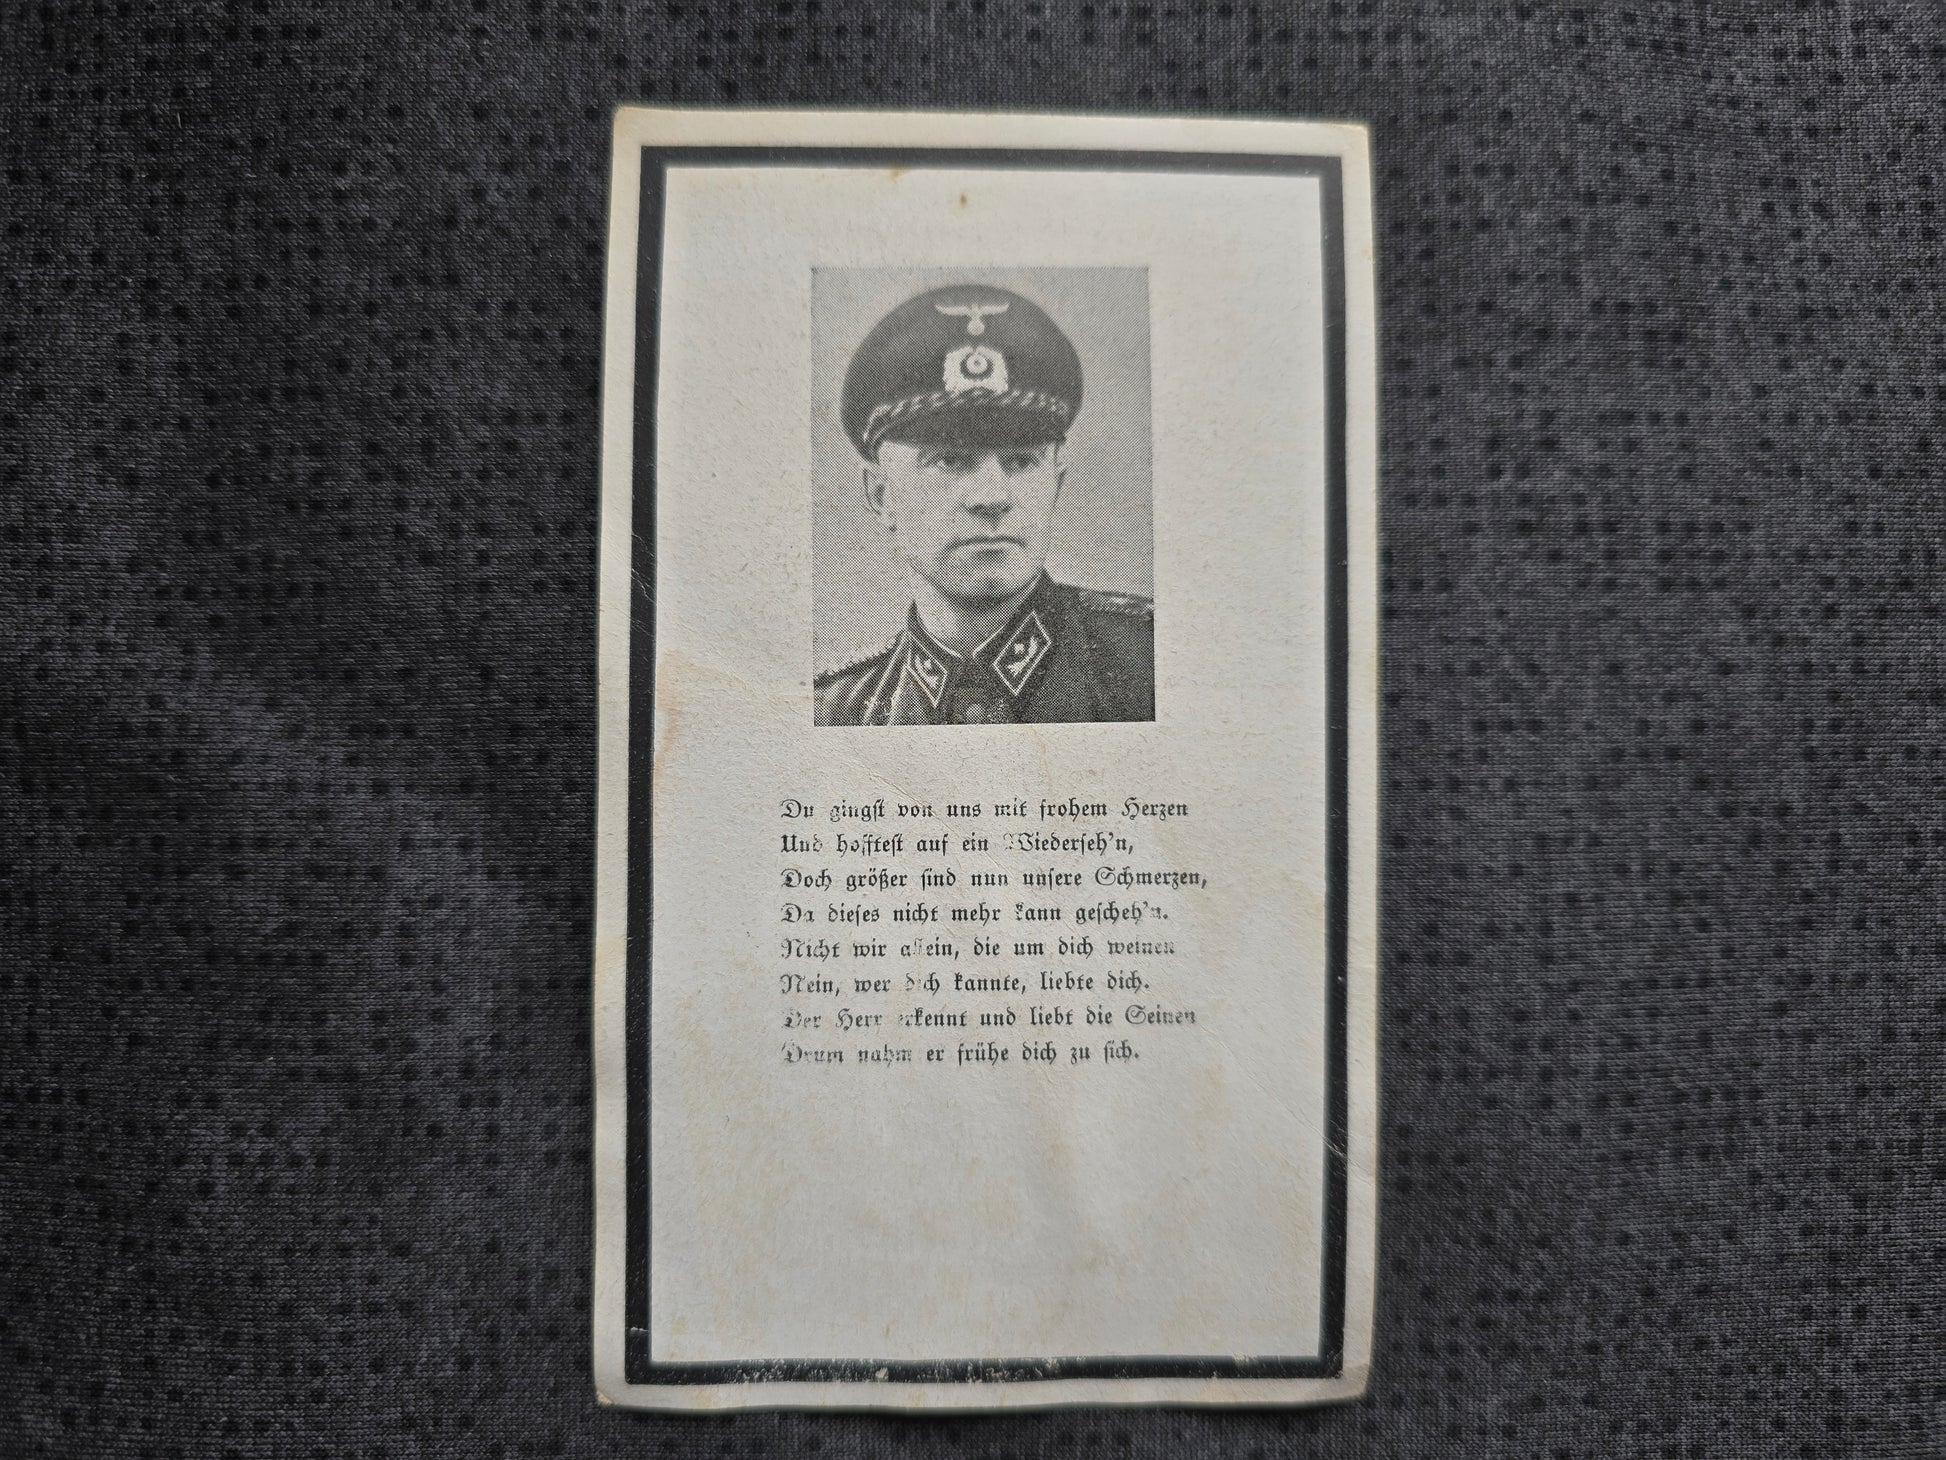 Du gingst von uns mit frohem Herzen
Und hofftest auf ein Wiederseh'n,
Doch größer sind nun unsere Schmerzen,
Da dieses nicht mehr kann gescheh'n.
Nicht wir allein, die um dich weinen
Nein, wer dich kannte, liebte dich.
Der Herr erkennt und liebt die Seinen
Drum nahm er frühe dich zu sich.